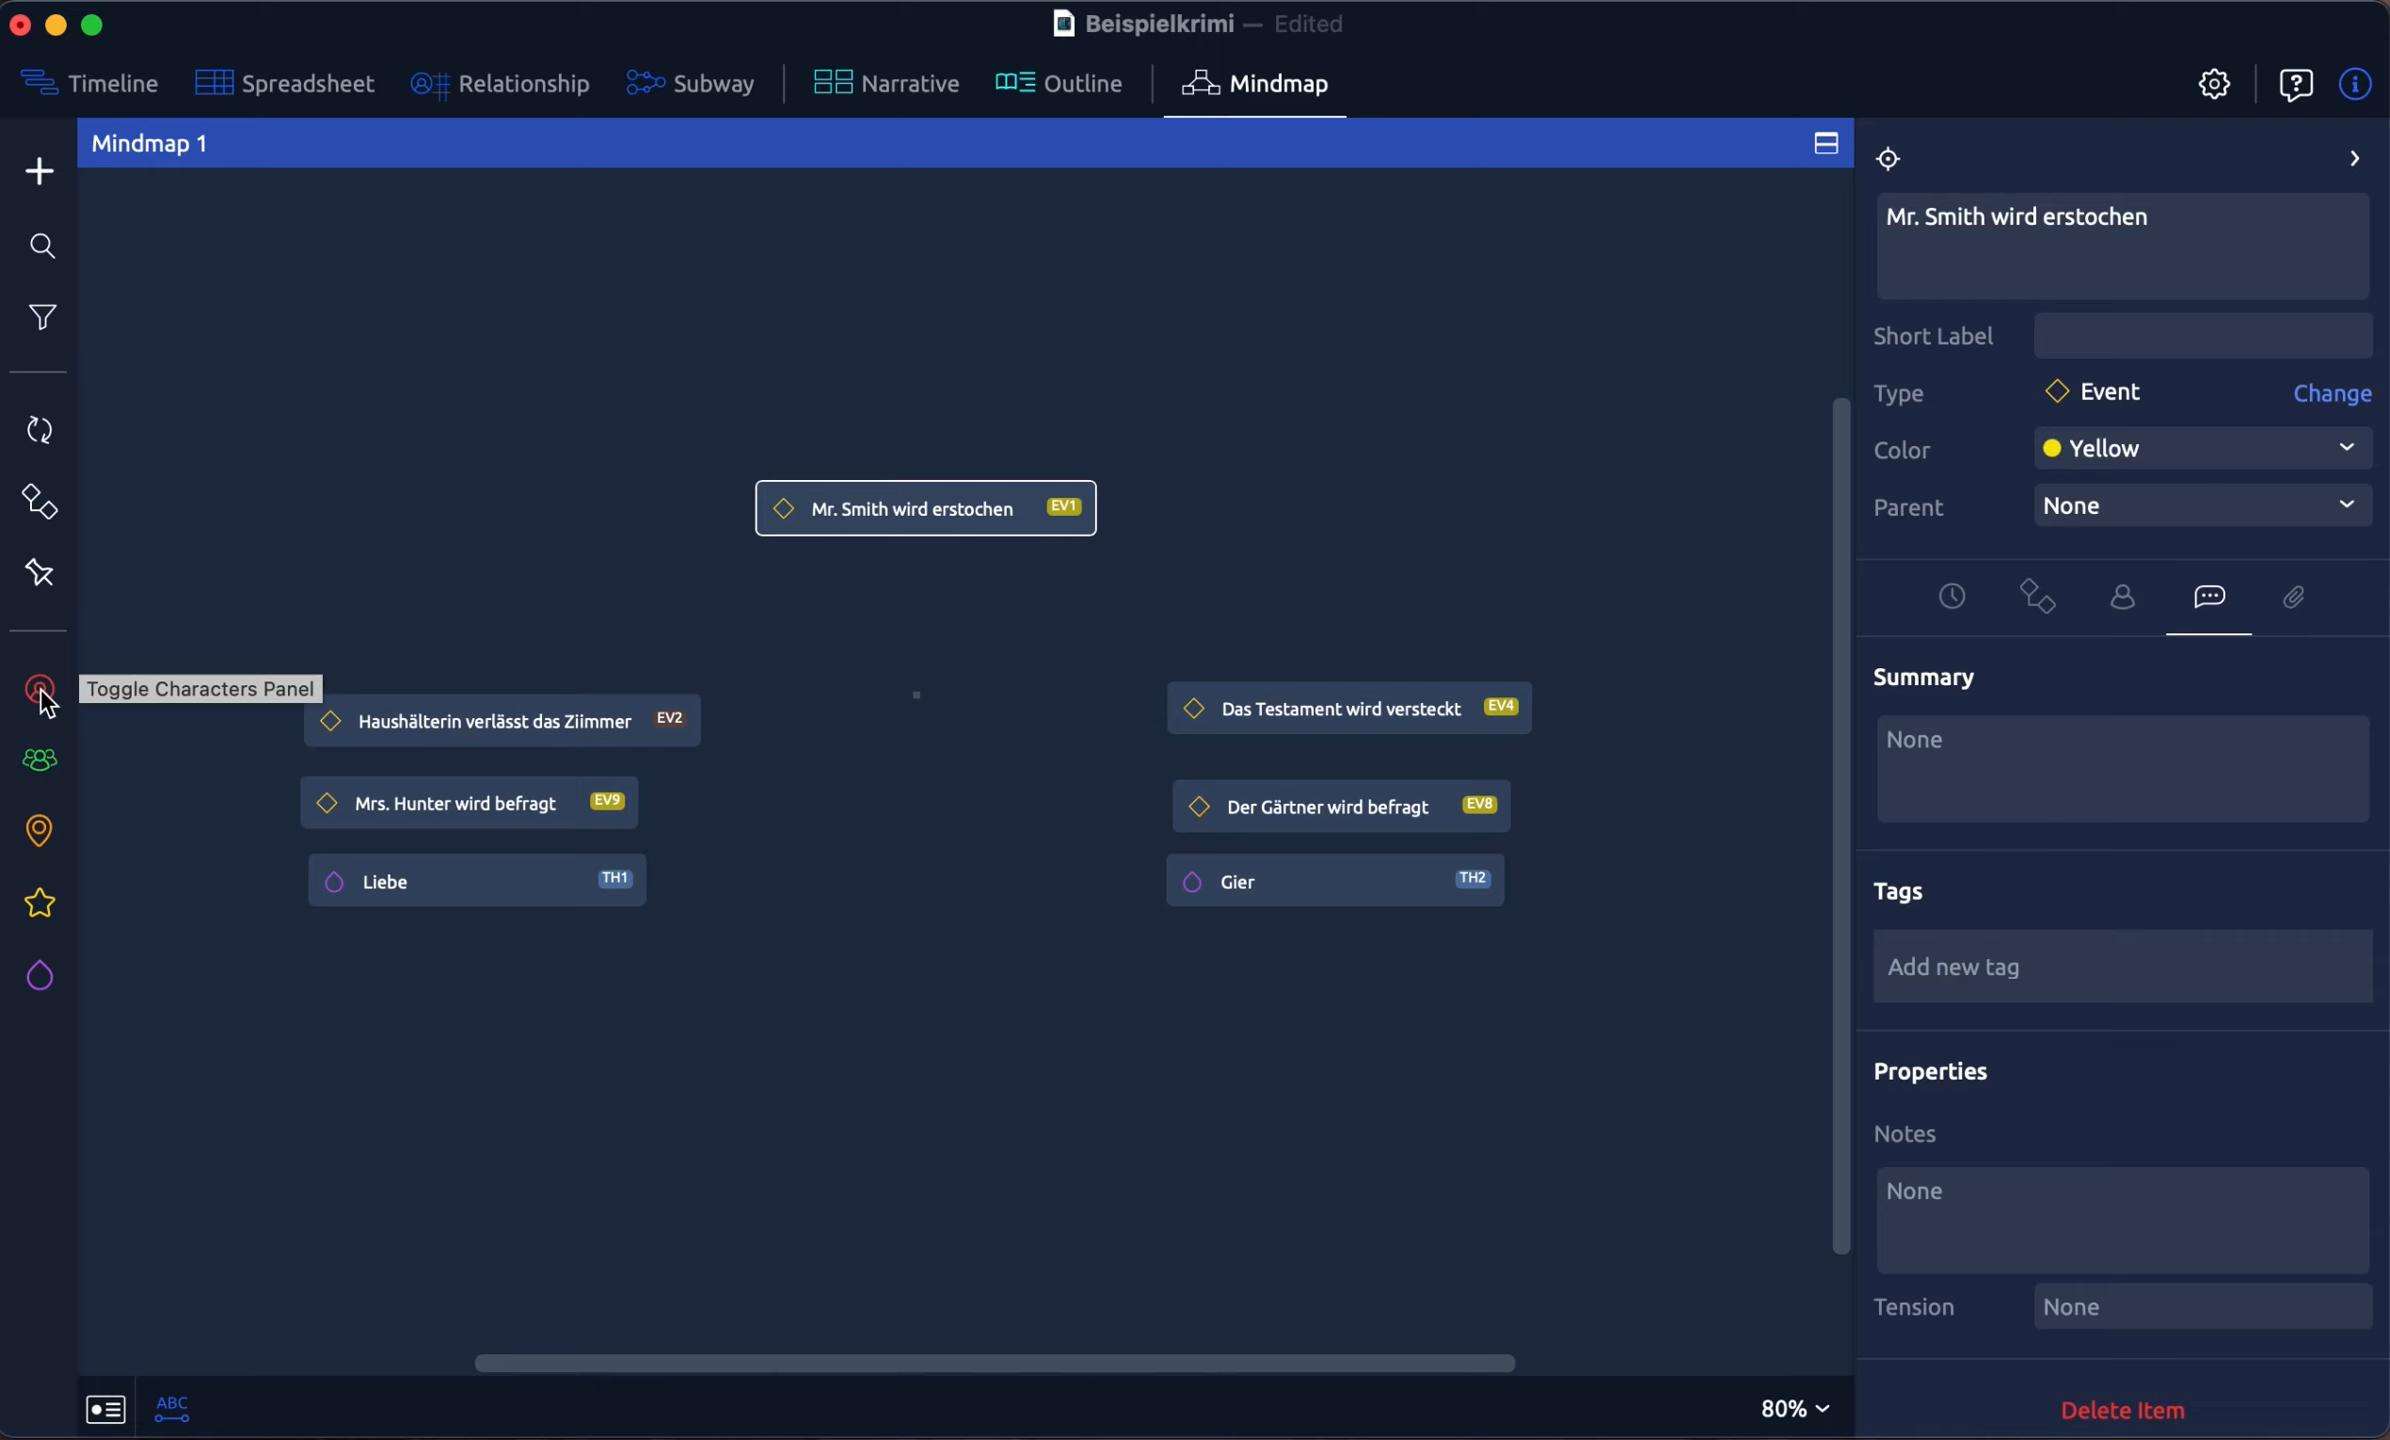 Beispielkrimi — Edited
Timeline Spreadsheet Relationship Subway Narrative Outline Mindmap
Mindmap 1
Mr. Smith wird erstochen
Short Label
Type Event Change
Color Yellow
Parent None
Mr. Smith wird erstochen EV1
Toggle Characters Panel
Haushälterin verlässt das Ziimmer EV2
Das Testament wird versteckt EV4
Mrs. Hunter wird befragt EV9
Der Gärtner wird befragt EV8
Liebe TH1
Gier TH2
Summary
None
Tags
Add new tag
Properties
Notes
None
Tension None
ABC
80%
Delete Item